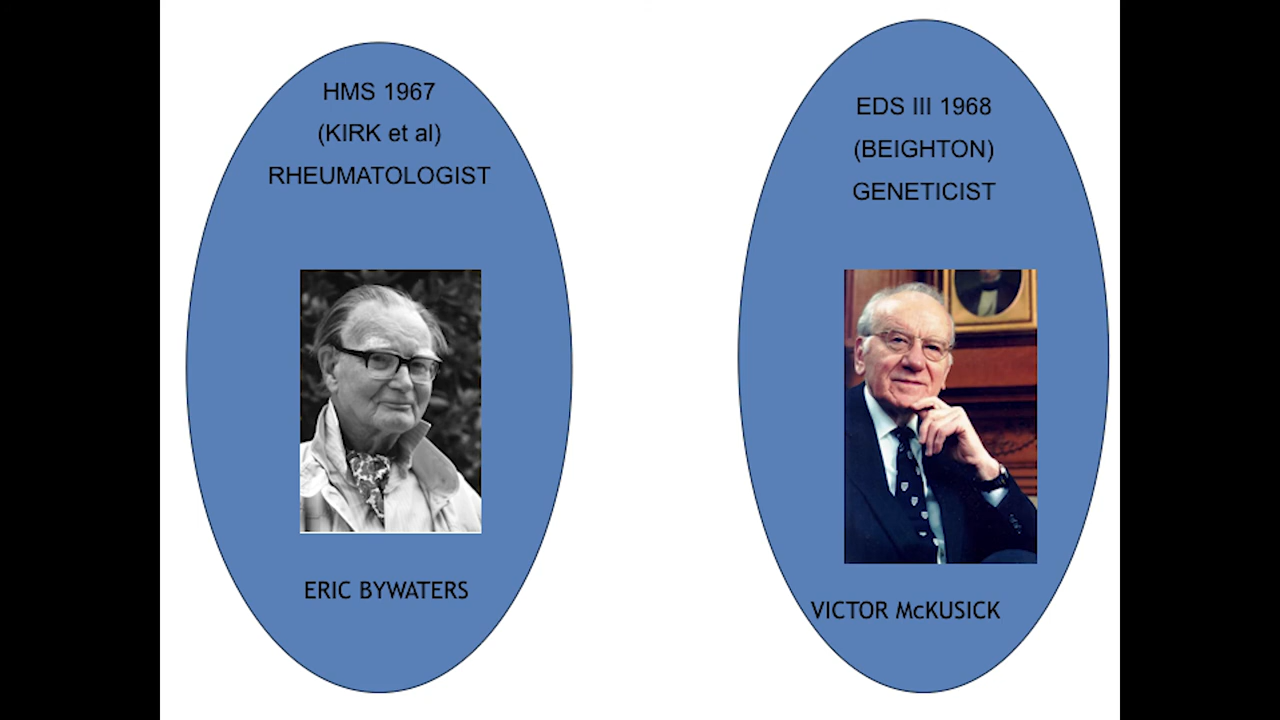 HMS 1967
(KIRK et al)
RHEUMATOLOGIST
ERIC BYWATERS
EDS III 1968
(BEIGHTON)
GENETICIST
VICTOR McKUSICK